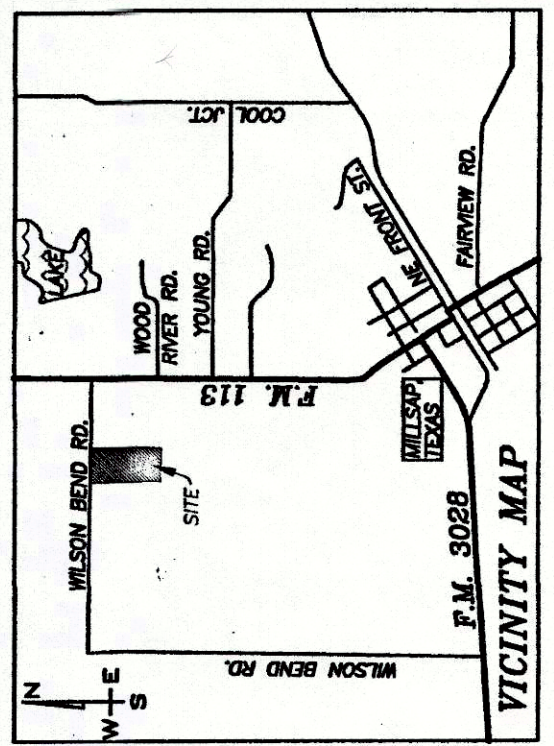 N
W E
S
WILSON BEND RD.
SITE
WILSON BEND RD.
LAKE
WOOD
RIVER RD.
YOUNG RD.
COOL
JCT.
F.M. 113
NE FRONT ST.
FAIRVIEW RD.
MILLSAP,
TEXAS
F.M. 3028
VICINITY MAP